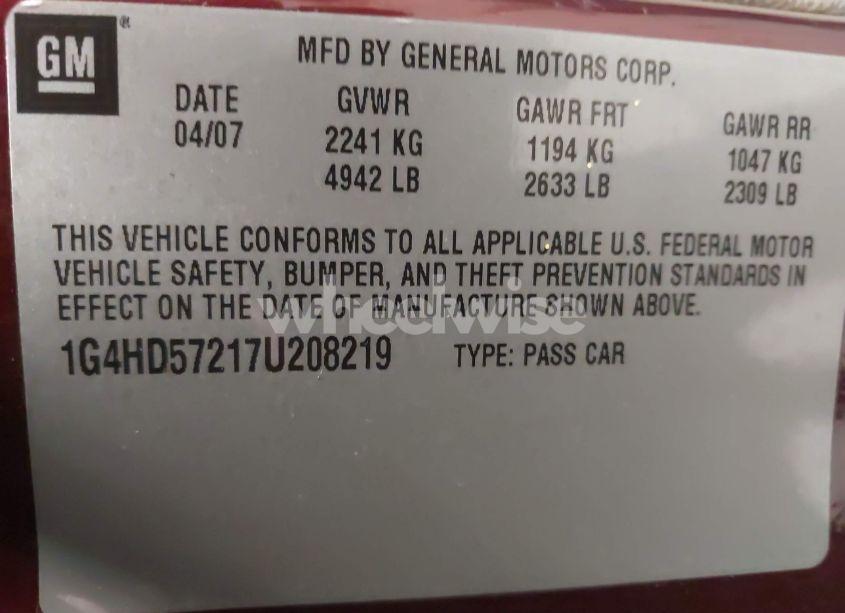 GM ®
MFD BY GENERAL MOTORS CORP.
DATE GVWR GAWR FRT GAWR RR
04/07 2241 KG 1194 KG 1047 KG
4942 LB 2633 LB 2309 LB
THIS VEHICLE CONFORMS TO ALL APPLICABLE U.S. FEDERAL MOTOR
VEHICLE SAFETY, BUMPER, AND THEFT PREVENTION STANDARDS IN
EFFECT ON THE DATE OF MANUFACTURE SHOWN ABOVE.
wheelwise
1G4HD57217U208219 TYPE: PASS CAR